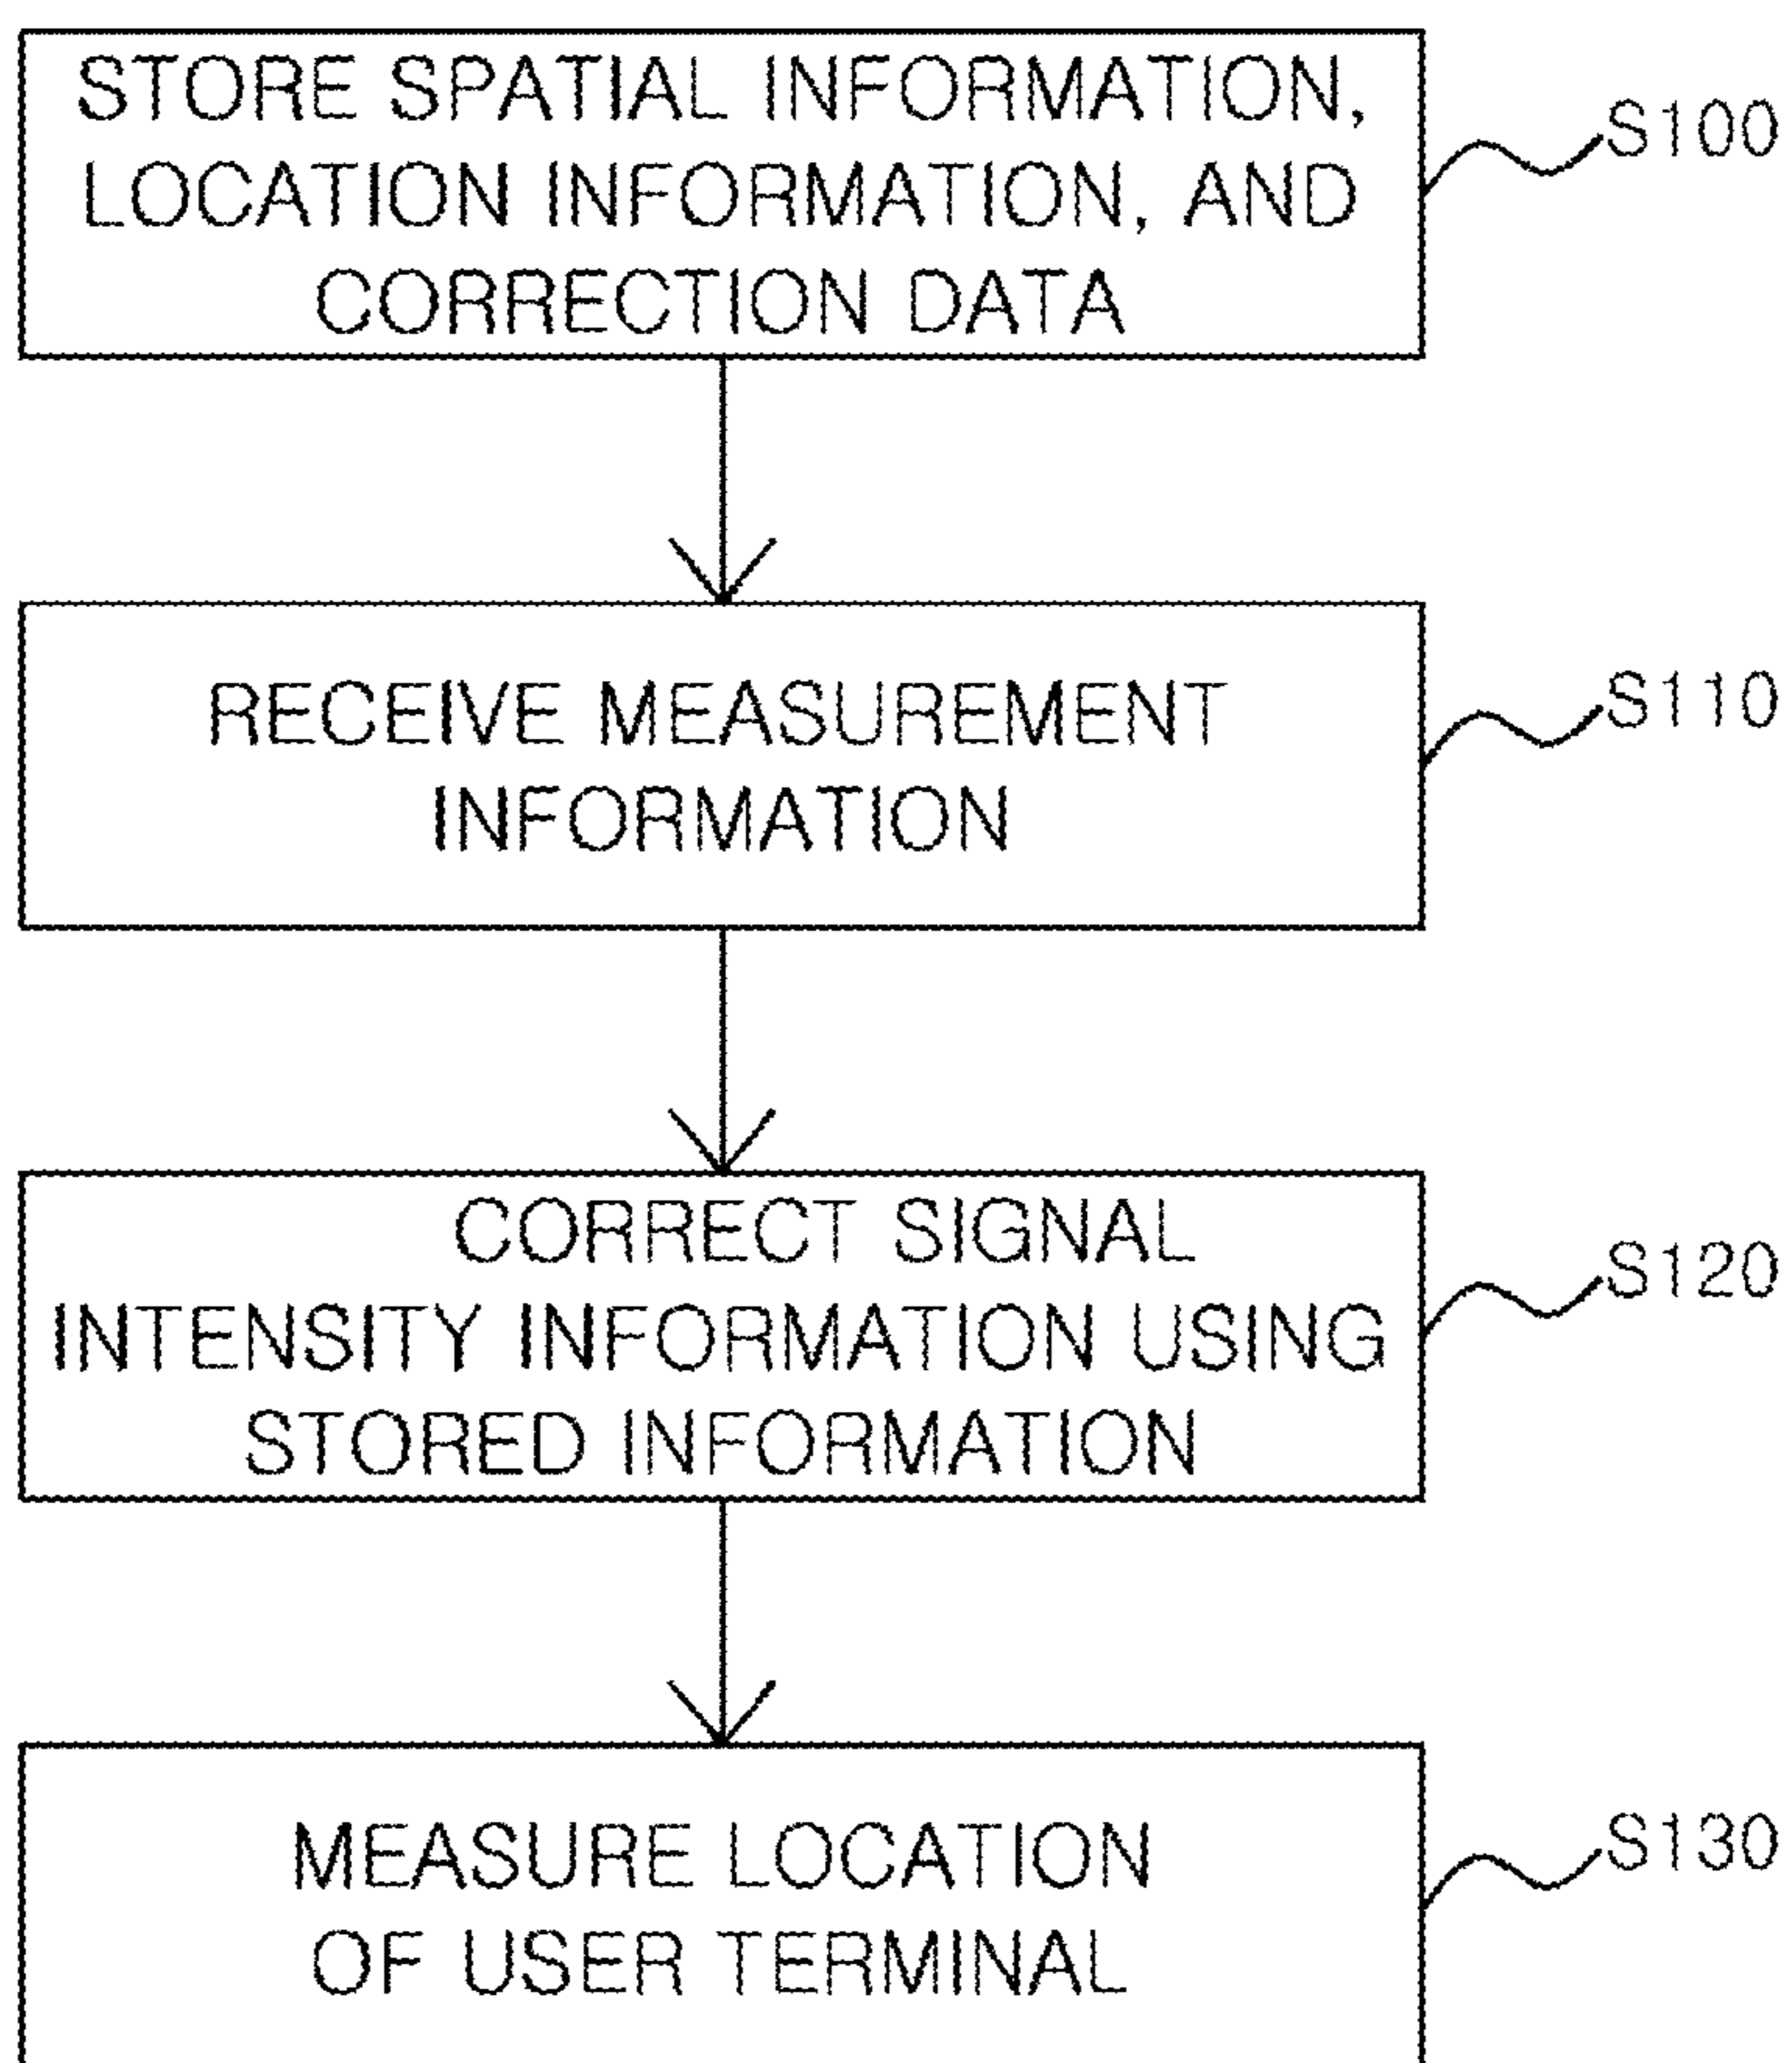 STORE SPATIAL INFORMATION,
LOCATION INFORMATION, AND
CORRECTION DATA
S100
RECEIVE MEASUREMENT
INFORMATION
S110
CORRECT SIGNAL
INTENSITY INFORMATION USING
STORED INFORMATION
S120
MEASURE LOCATION
OF USER TERMINAL
S130